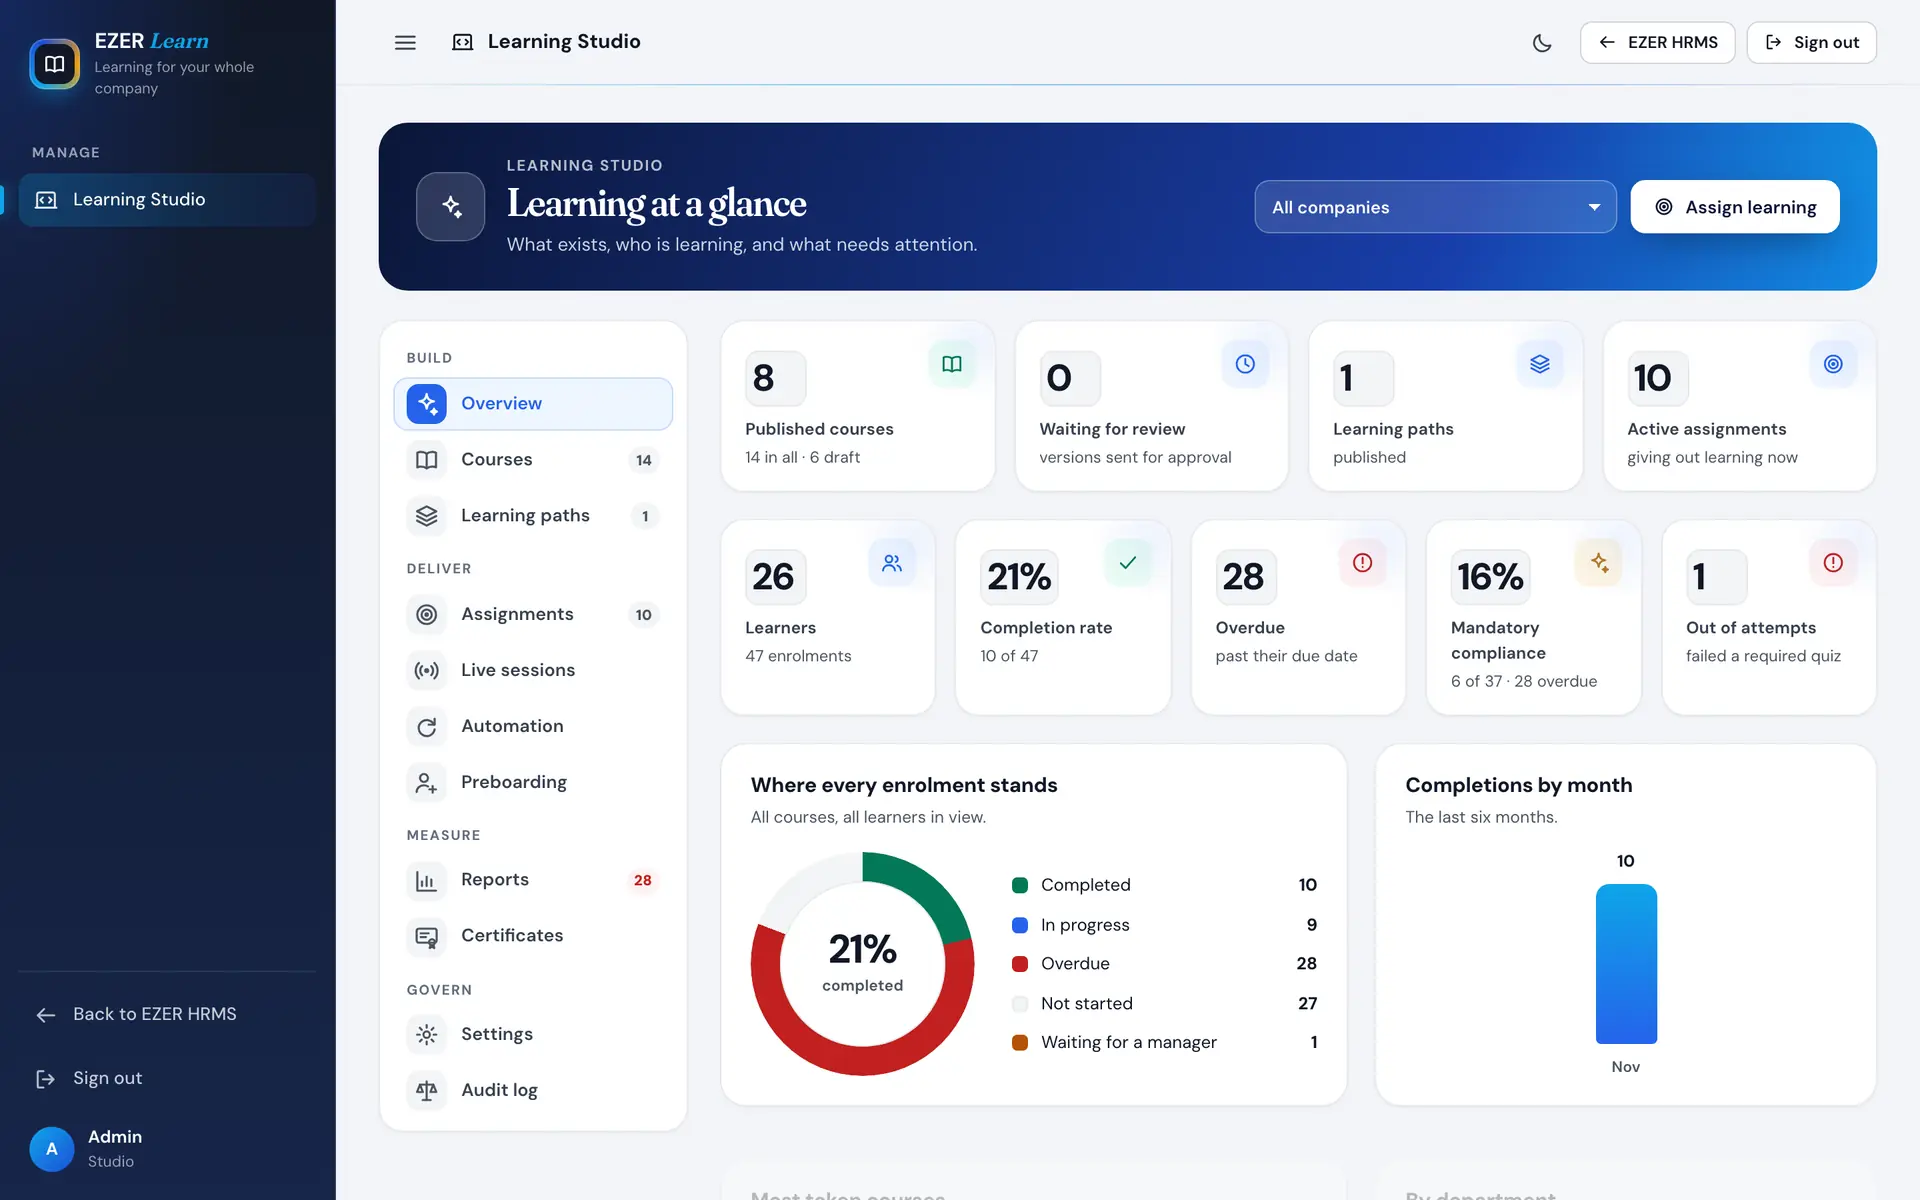 EZER Learn
Learning for your whole
company
MANAGE
Learning Studio
Back to EZER HRMS
Sign out
A
Admin
Studio
Learning Studio
EZER HRMS
Sign out
LEARNING STUDIO
Learning at a glance
What exists, who is learning, and what needs attention.
All companies
Assign learning
BUILD
Overview
Courses 14
Learning paths 1
DELIVER
Assignments 10
Live sessions
Automation
Preboarding
MEASURE
Reports 28
Certificates
GOVERN
Settings
Audit log
8
Published courses
14 in all · 6 draft
0
Waiting for review
versions sent for approval
1
Learning paths
published
10
Active assignments
giving out learning now
26
Learners
47 enrolments
21%
Completion rate
10 of 47
28
Overdue
past their due date
16%
Mandatory
compliance
6 of 37 · 28 overdue
1
Out of attempts
failed a required quiz
Where every enrolment stands
All courses, all learners in view.
21%
completed
Completed 10
In progress 9
Overdue 28
Not started 27
Waiting for a manager 1
Completions by month
The last six months.
10
Nov
Most taken courses
By department